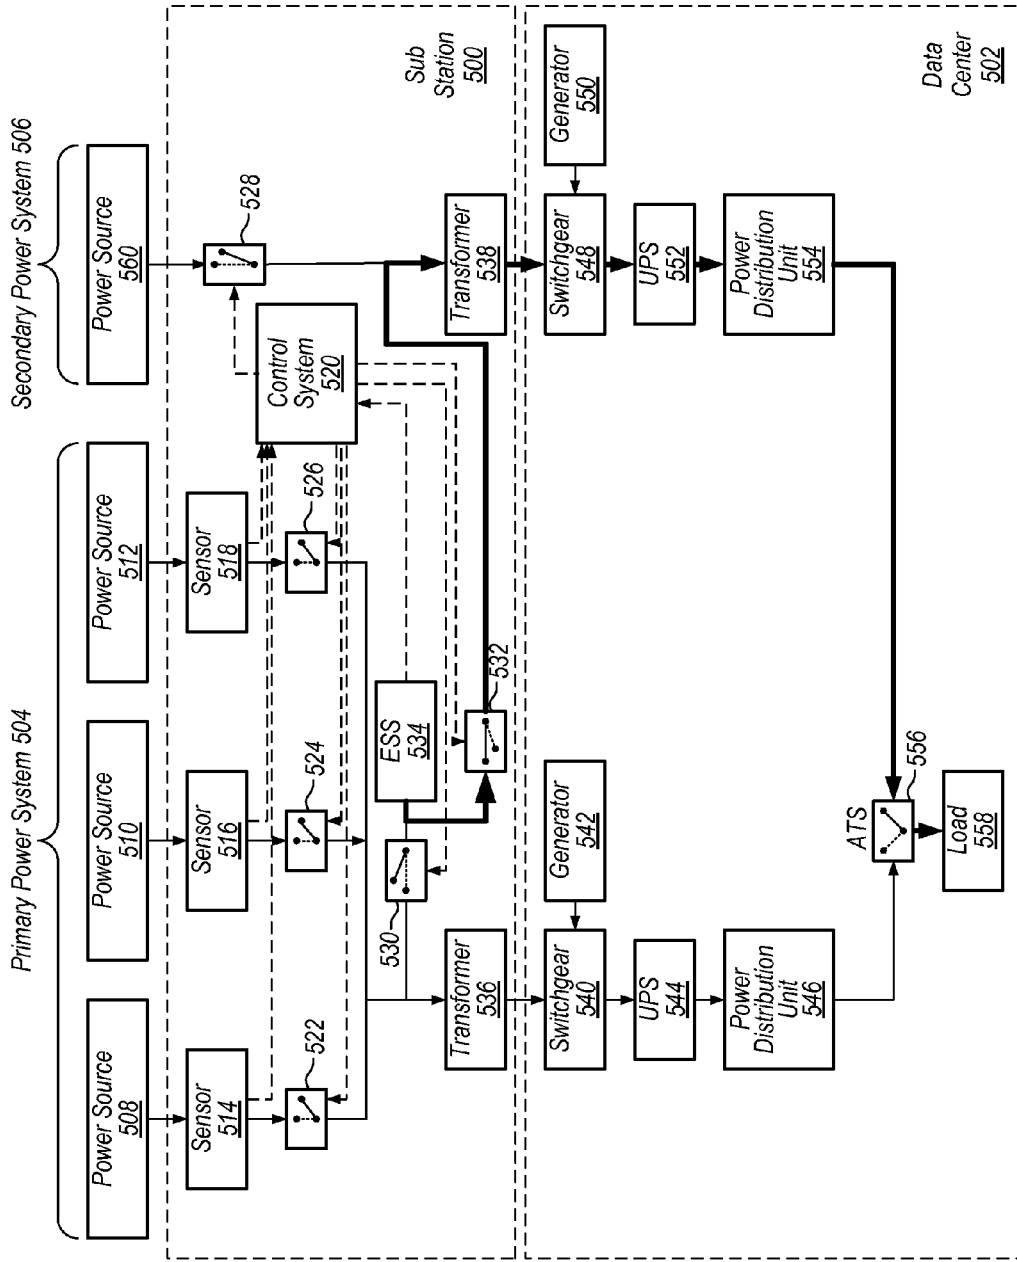 Primary Power System 504
Secondary Power System 506
Power Source
508
Power Source
510
Power Source
512
Power Source
560
Sensor
514
Sensor
516
Sensor
518
522
524
526
528
Control
System
520
Sub
Station
500
ESS
534
530
532
Transformer
536
Transformer
538
Switchgear
540
Generator
542
Switchgear
548
Generator
550
UPS
544
UPS
552
Power
Distribution
Unit
546
Power
Distribution
Unit
554
ATS
556
Load
558
Data
Center
502